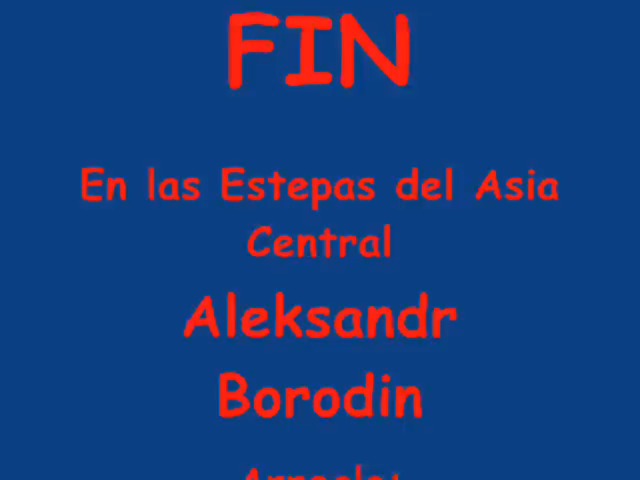 FIN
En las Estepas del Asia
Central
Aleksandr
Borodin